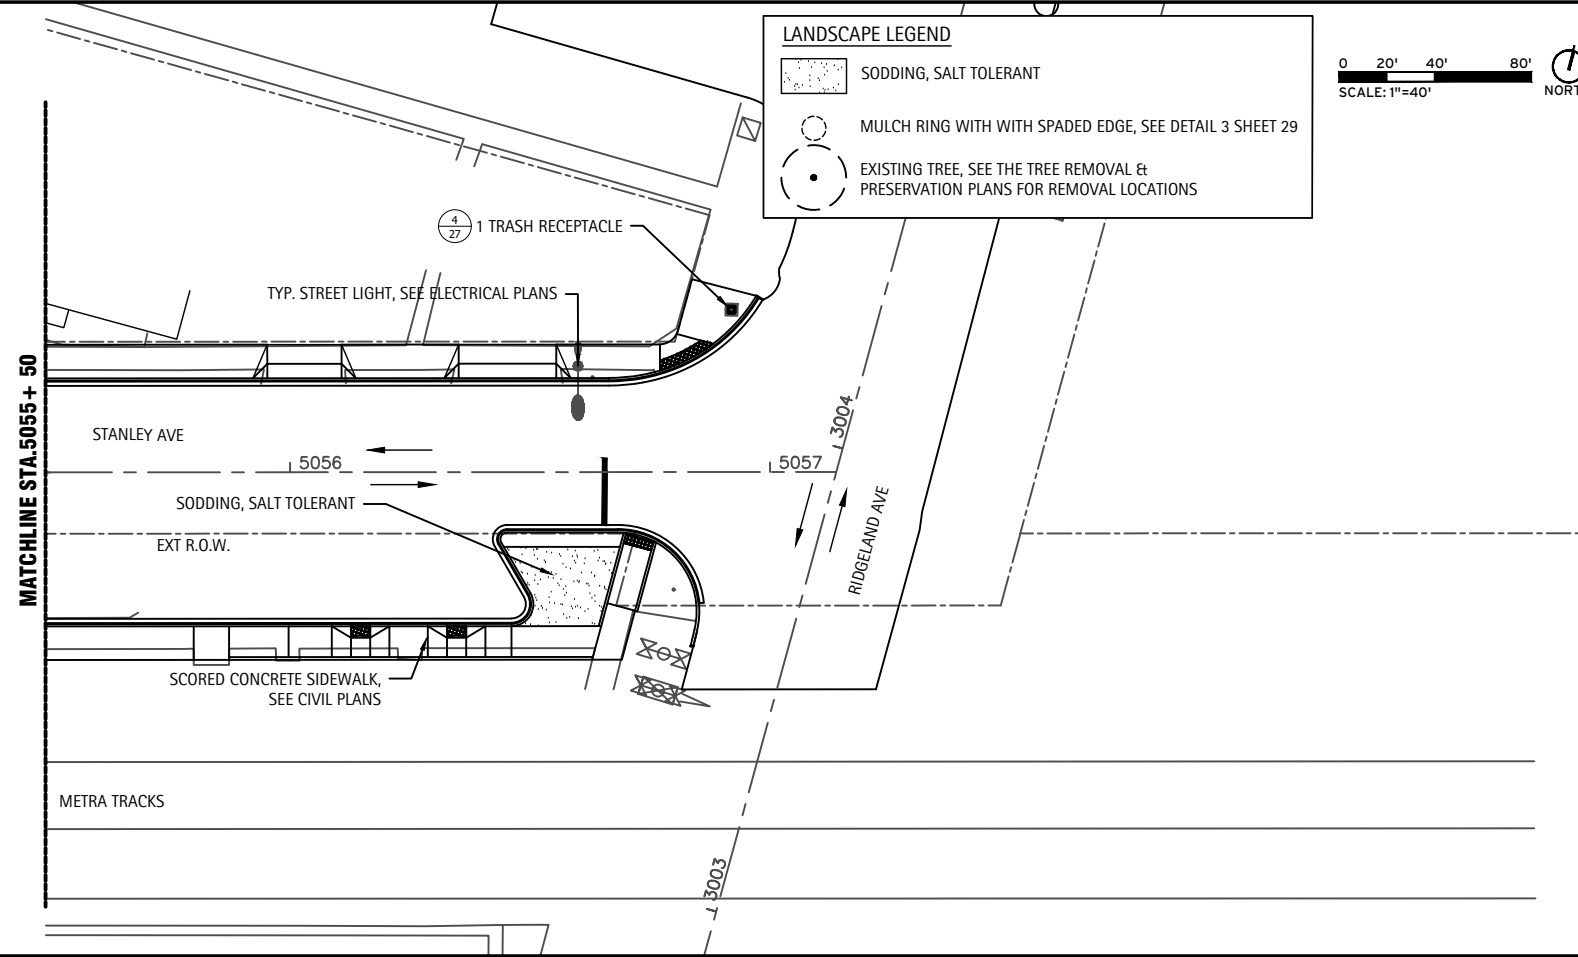 LANDSCAPE LEGEND
SODDING, SALT TOLERANT
MULCH RING WITH WITH SPADED EDGE, SEE DETAIL 3 SHEET 29
EXISTING TREE, SEE THE TREE REMOVAL &
PRESERVATION PLANS FOR REMOVAL LOCATIONS
0 20' 40' 80'
SCALE: 1"=40'
NORT
4
27
1 TRASH RECEPTACLE
TYP. STREET LIGHT, SEE ELECTRICAL PLANS
MATCHLINE STA.5055+ 50
STANLEY AVE
5056
5057
3004
SODDING, SALT TOLERANT
EXT R.O.W.
RIDGELAND AVE
SCORED CONCRETE SIDEWALK,
SEE CIVIL PLANS
METRA TRACKS
3003